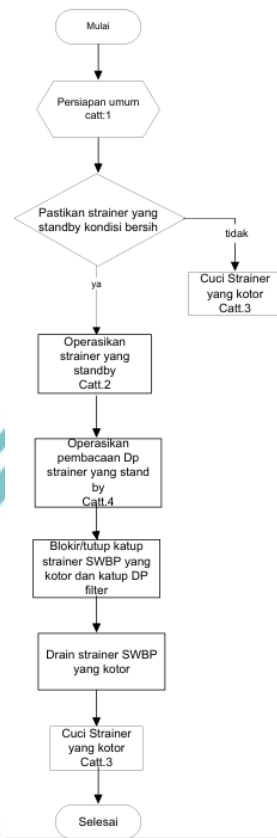 Mulai
Persiapan umum
catt:1
Pastikan strainer yang
standby kondisi bersih
tidak
ya
Cuci Strainer
yang kotor
Catt.3
Operasikan
strainer yang
standby
Catt.2
Operasikan
pembacaan Dp
strainer yang stand
by
Catt.4
Blokir/tutup katup
strainer SWBP yang
kotor dan katup DP
filter
Drain strainer SWBP
yang kotor
Cuci Strainer
yang kotor
Catt.3
Selesai